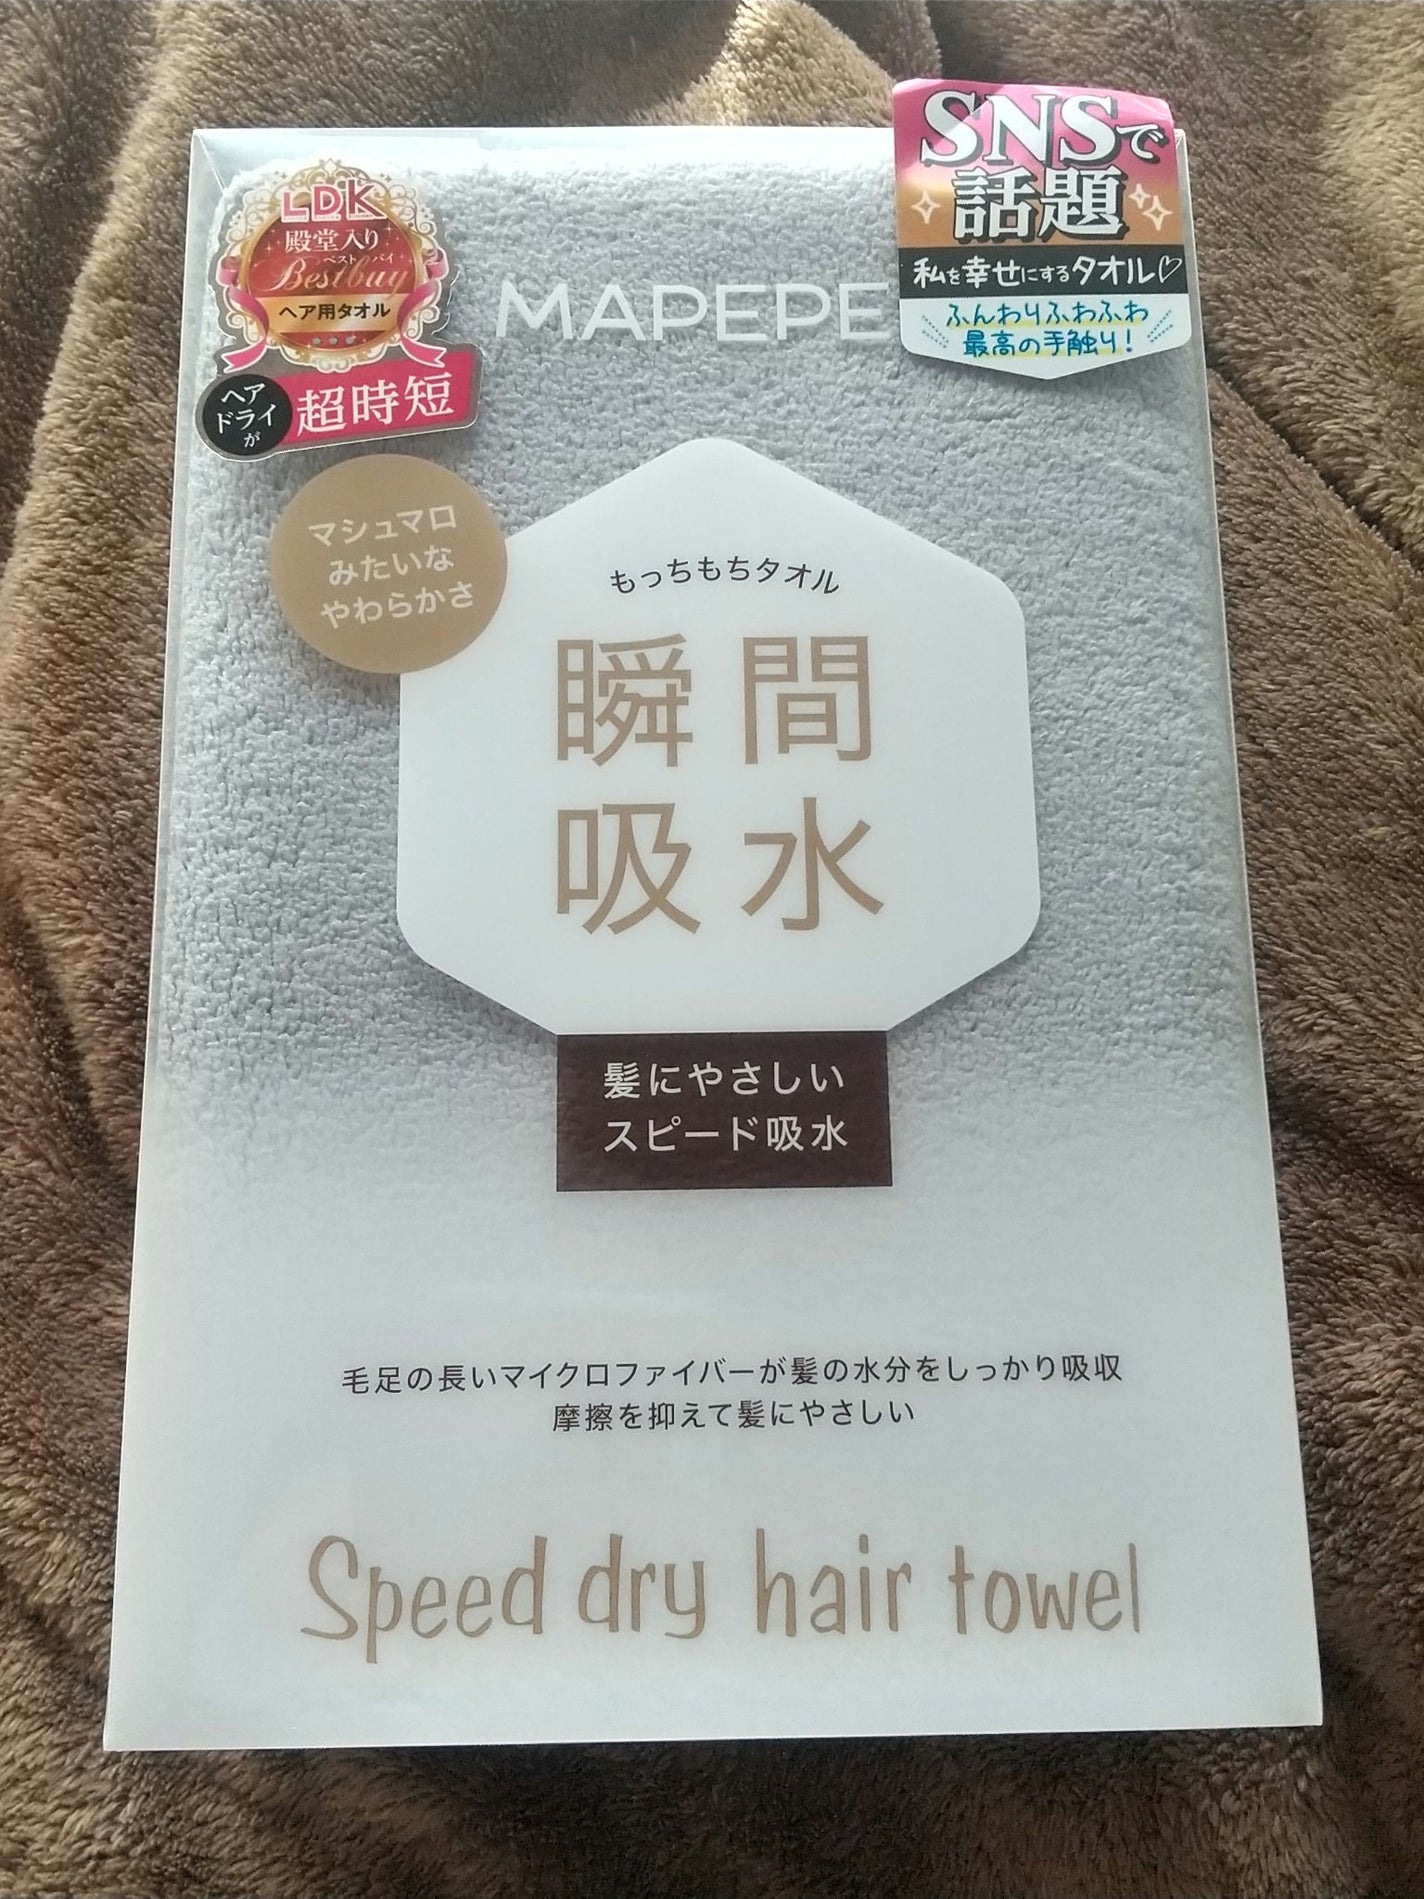 LDK
殿堂入り
ベストバイ
Bestbuy
ヘア用タオル
ヘア
ドライ
が
超時短
SNSで
話題
私を幸せにするタオル♡
ふんわりふわふわ
最高の手触り!
MAPEPE
マシュマロ
みたいな
やわらかさ
もっちもちタオル
瞬間
吸水
髪にやさしい
スピード吸水
毛足の長いマイクロファイバーが髪の水分をしっかり吸収
摩擦を抑えて髪にやさしい
Speed dry hair towel